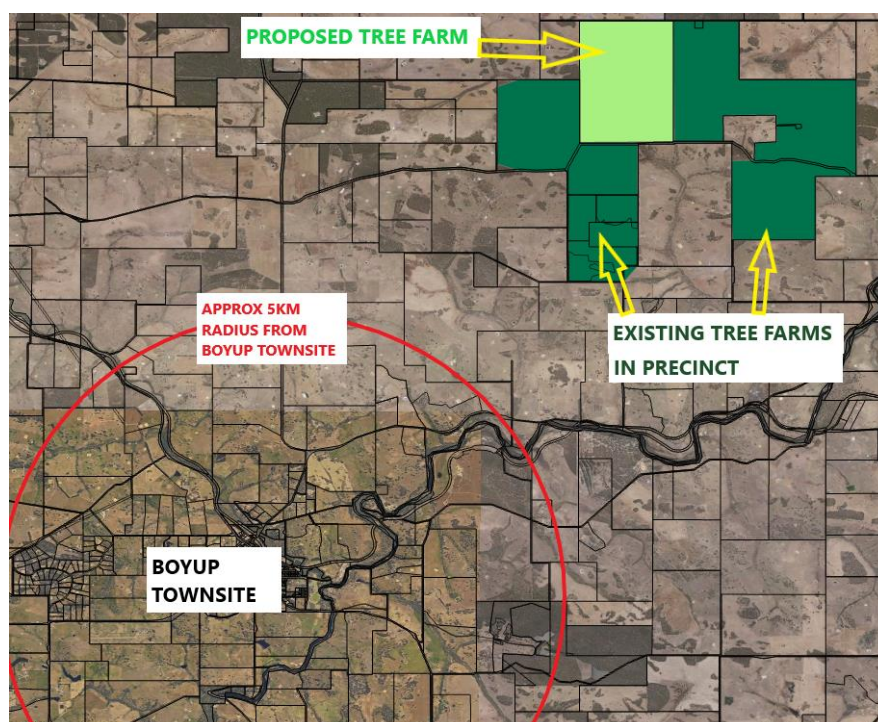 PROPOSED TREE FARM
APPROX 5KM
RADIUS FROM
BOYUP TOWNSITE
EXISTING TREE FARMS
IN PRECINCT
BOYUP
TOWNSITE